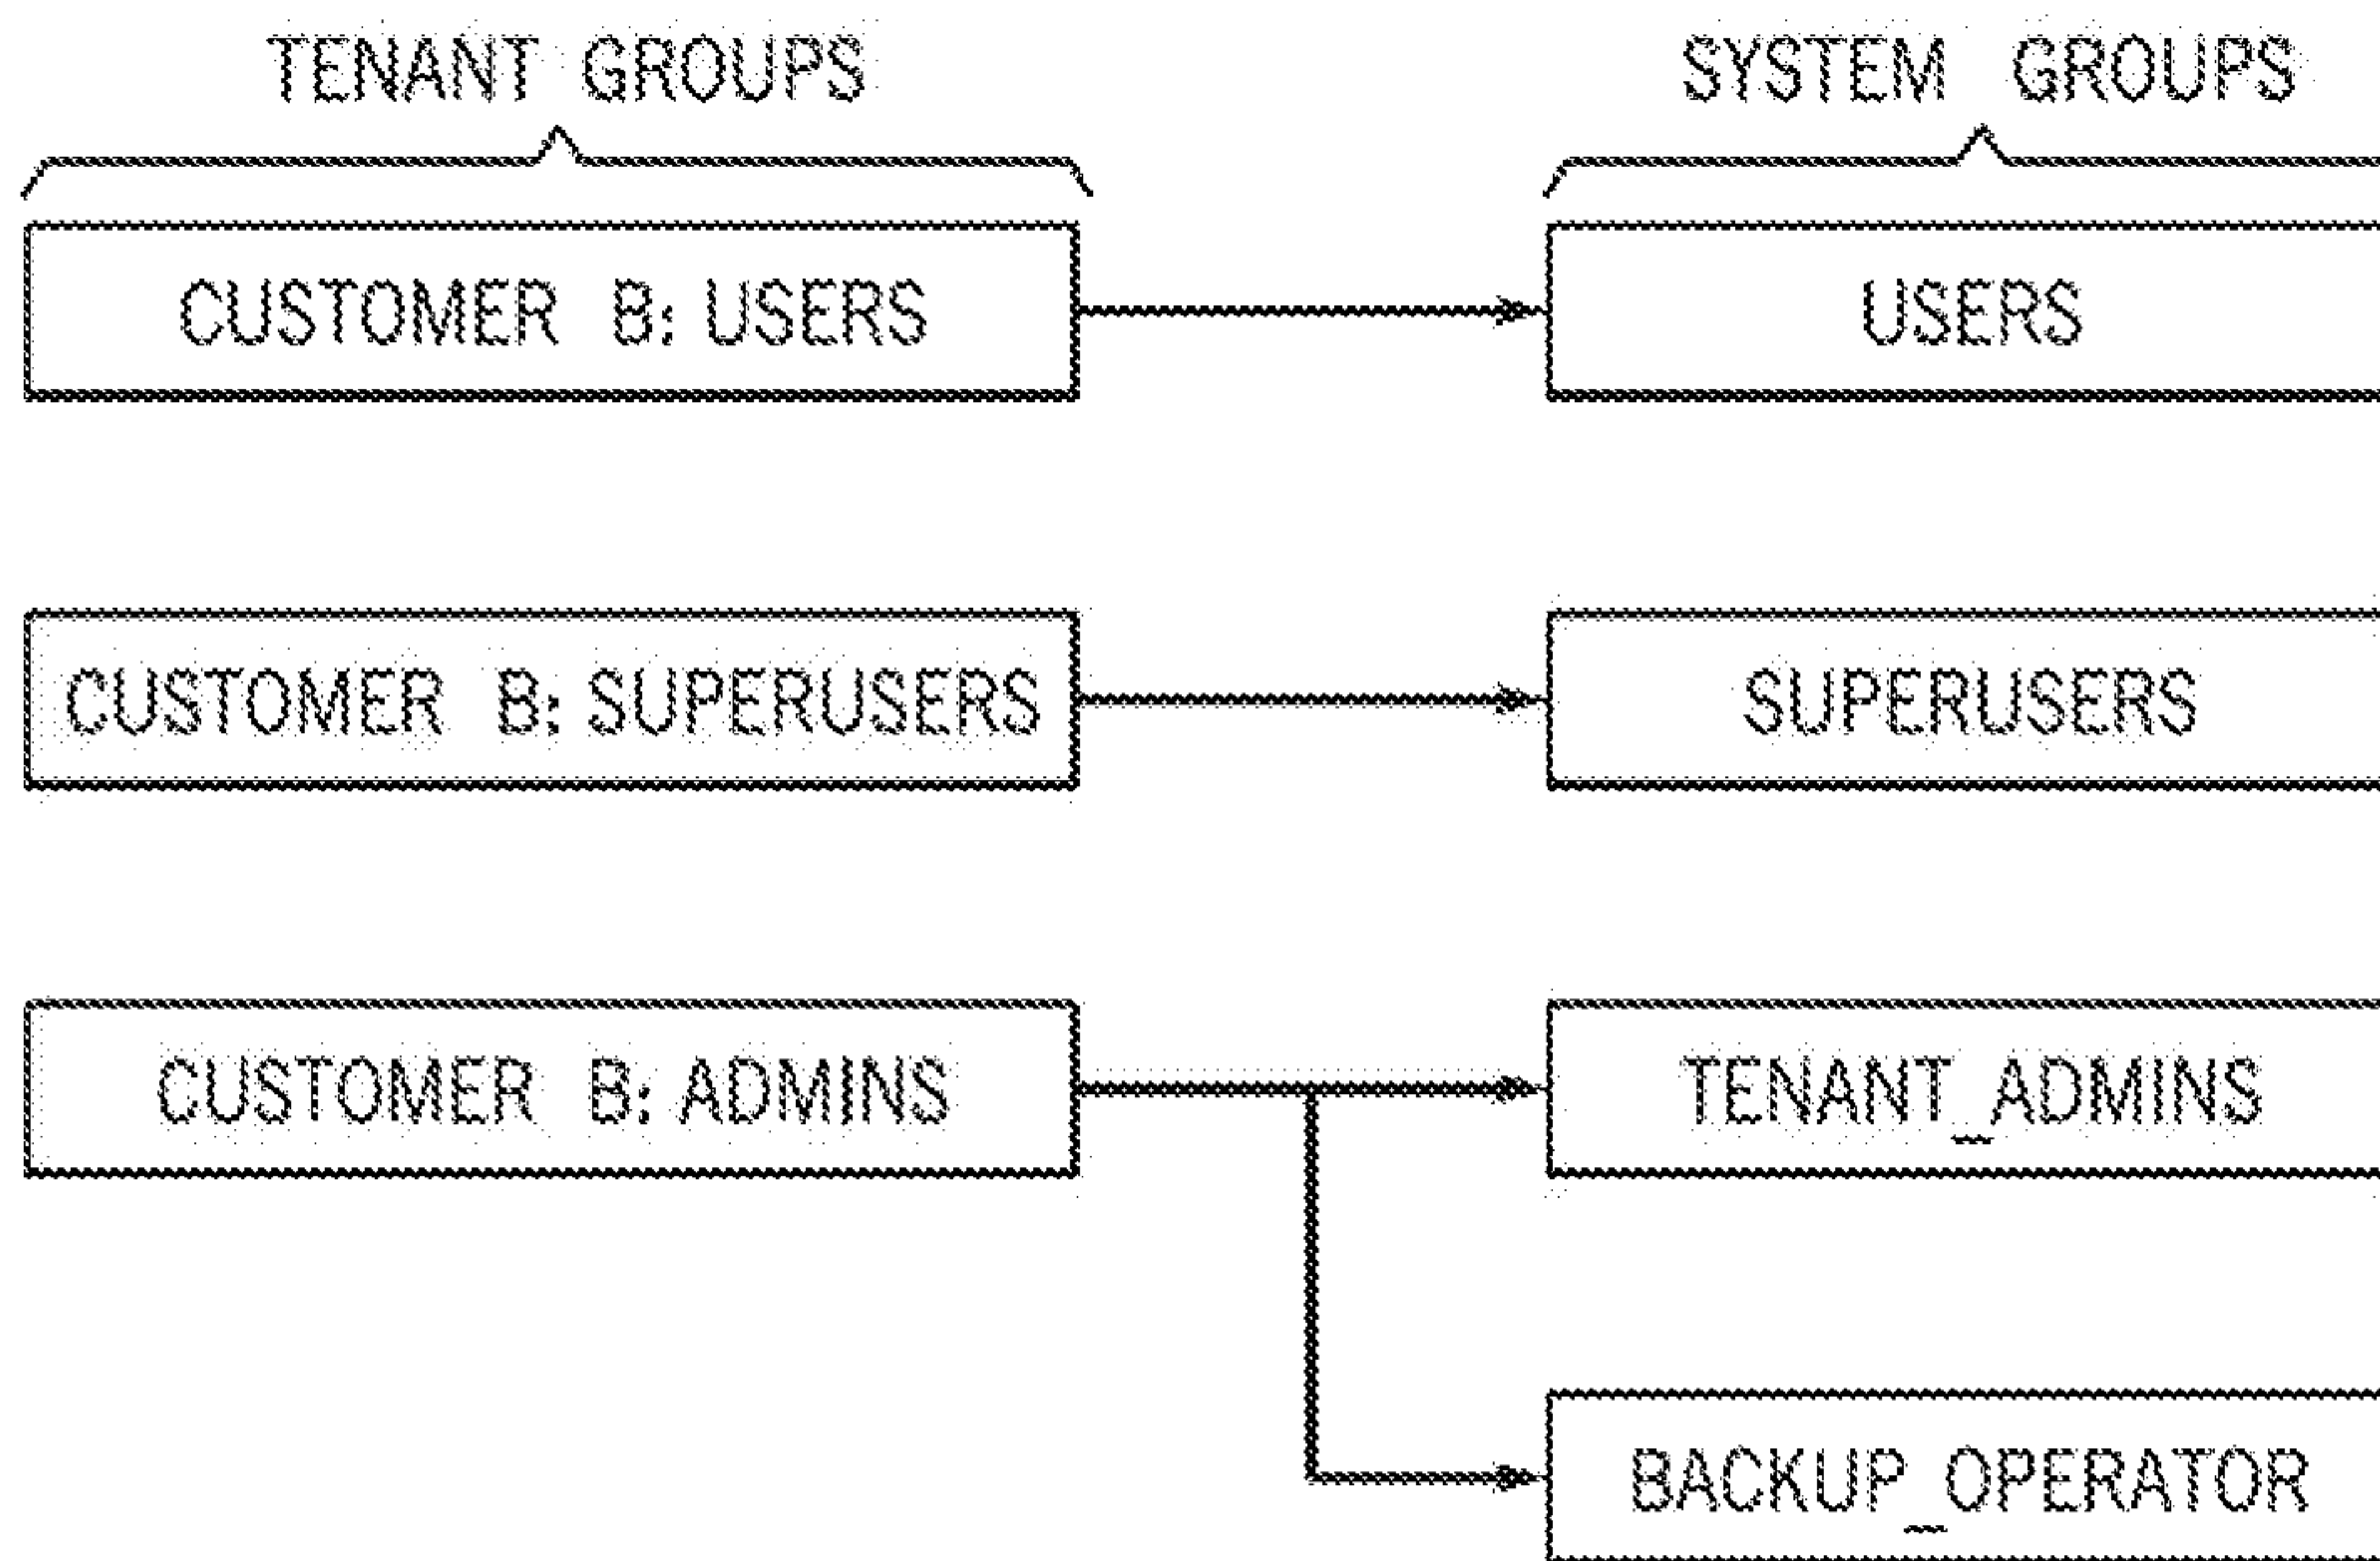 TENANT GROUPS
SYSTEM GROUPS
CUSTOMER B: USERS
USERS
CUSTOMER B: SUPERUSERS
SUPERUSERS
CUSTOMER B: ADMINS
TENANT_ADMINS
BACKUP_OPERATOR